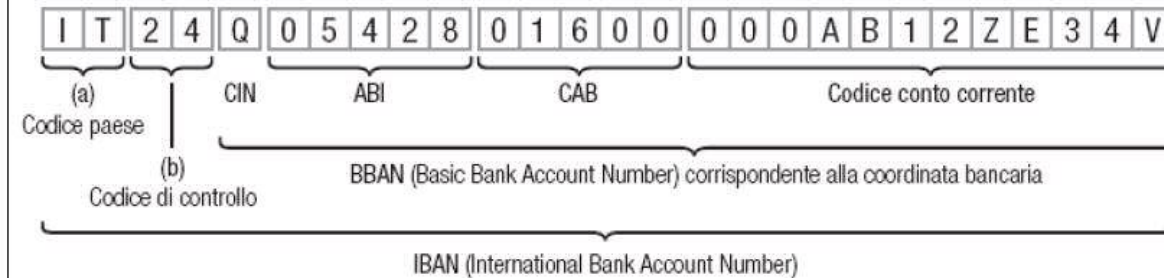 I T 2 4 Q 0 5 4 2 8 0 1 6 0 0 0 0 0 A B 1 2 Z E 3 4 V
(a) CIN ABI CAB Codice conto corrente
Codice paese
(b) BBAN (Basic Bank Account Number) corrispondente alla coordinata bancaria
Codice di controllo
IBAN (International Bank Account Number)